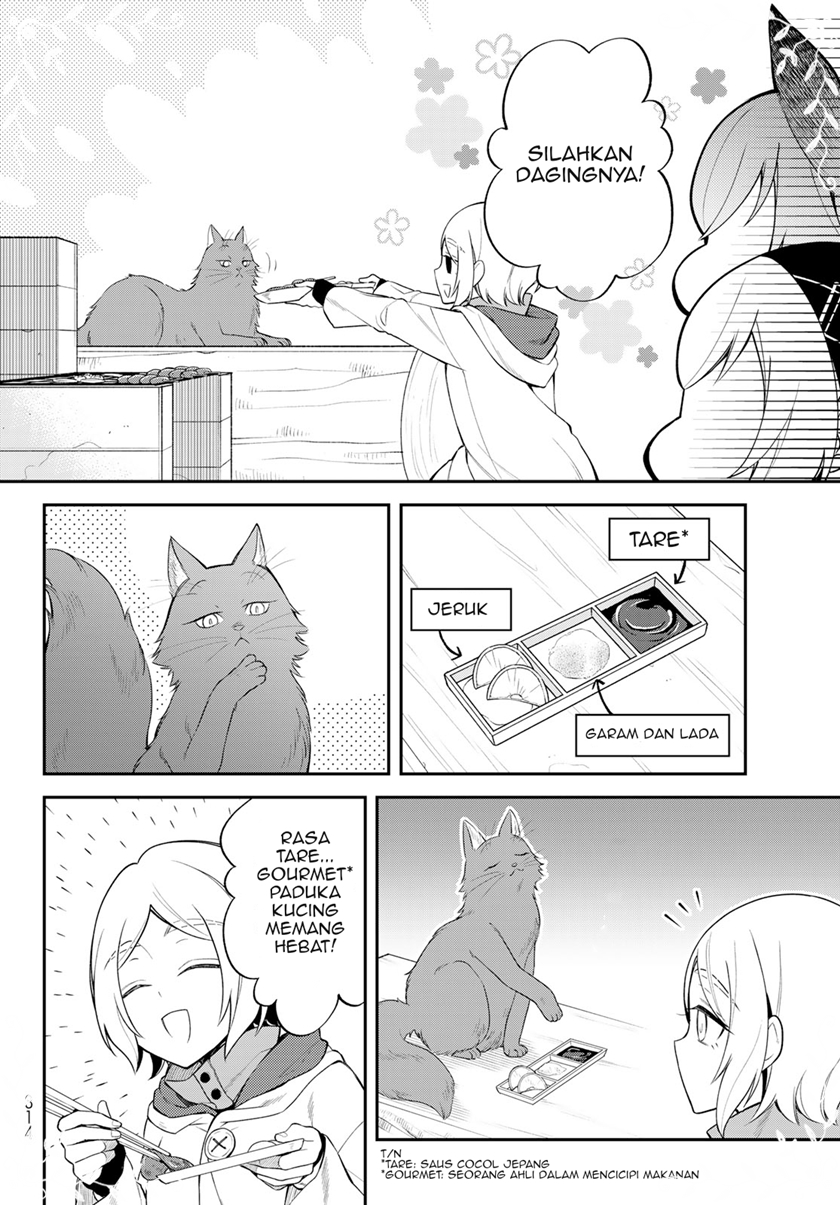 SILAHKAN
DAGINGNYA!
TARE*
JERUK
GARAM DAN LADA
RASA
TARE...
GOURMET*
PADUKA
KUCING
MEMANG
HEBAT!
T/N
*TARE: SAUS COCOL JEPANG
*GOURMET: SEORANG AHLI DALAM MENCICIPI MAKANAN